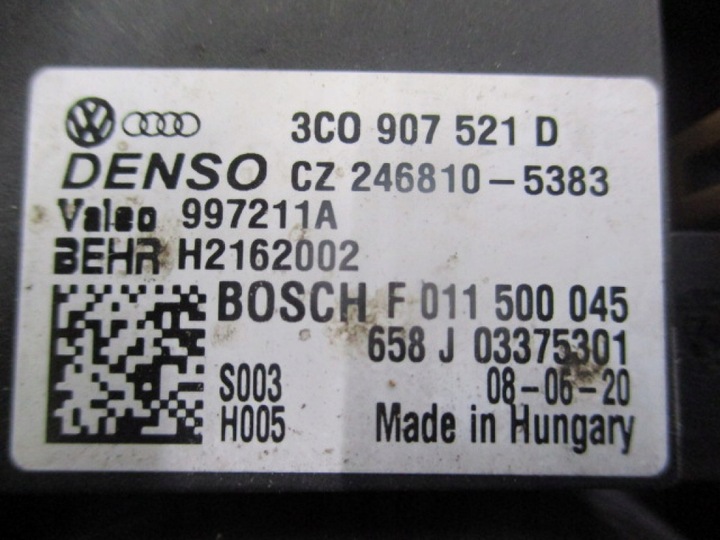 3C0 907 521 D
DENSO CZ 246810-5383
Valeo 997211A
BEHR H2162002
BOSCH F 011 500 045
658 J 03375301
S003 08-06-20
H005 Made in Hungary